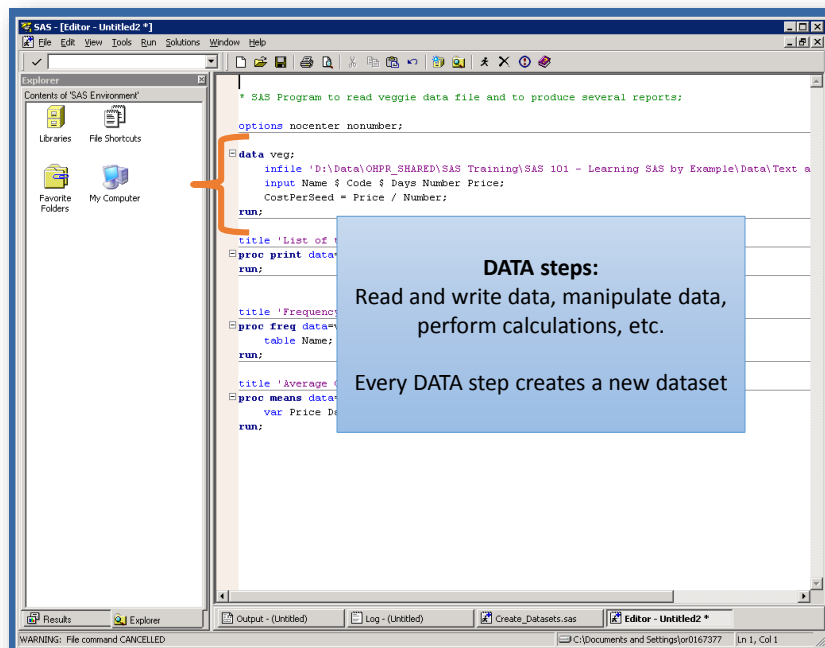 SAS - [Editor - Untitled2 *]
File Edit View Tools Run Solutions Window Help
Explorer
Contents of 'SAS Environment'
Libraries File Shortcuts
Favorite Folders My Computer
* SAS Program to read veggie data file and to produce several reports;
options nocenter nonumber;
data veg;
infile 'D:\Data\OHPR_SHARED\SAS Training\SAS 101 - Learning SAS by Example\Data\Text a
input Name $ Code $ Days Number Price;
CostPerSeed = Price / Number;
run;
title 'List of
proc print data=
run;
title 'Frequency
proc freq data=
table Name;
run;
title 'Average
proc means data=
var Price
run;
DATA steps:
Read and write data, manipulate data,
perform calculations, etc.
Every DATA step creates a new dataset
Results Explorer
Output - (Untitled) Log - (Untitled) Create_Datasets.sas Editor - Untitled2 *
WARNING: File command CANCELLED C:\Documents and Settings\or0167377 Ln 1, Col 1